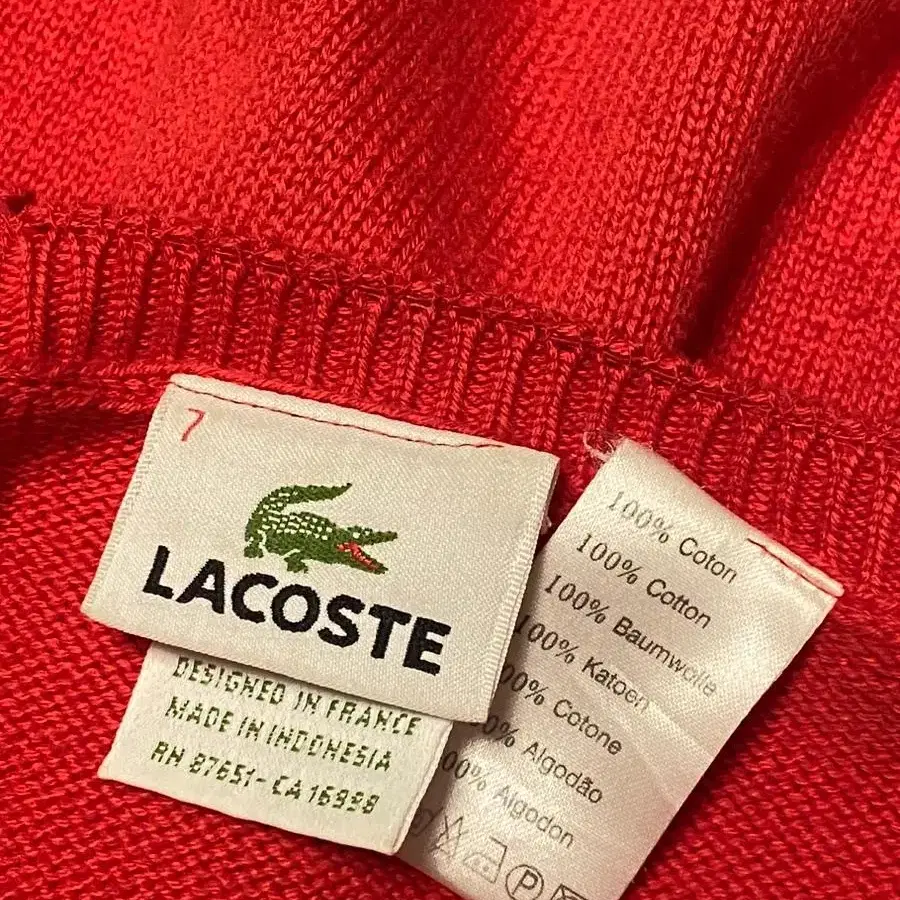 7
LACOSTE
DESIGNED IN FRANCE
MADE IN INDONESIA
RN 87651-CA 16998
100% Coton
100% Cotton
100% Baumwolle
100% Katoen
100% Cotone
100% Algodão
100% Algodon
P